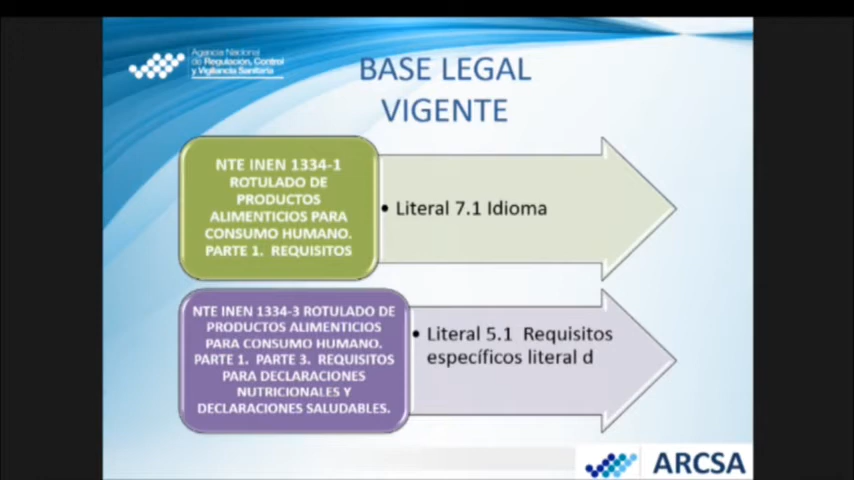 Agencia Nacional
de Regulación, Control
y Vigilancia Sanitaria
BASE LEGAL
VIGENTE
NTE INEN 1334-1
ROTULADO DE
PRODUCTOS
ALIMENTICIOS PARA
CONSUMO HUMANO.
PARTE 1. REQUISITOS
• Literal 7.1 Idioma
NTE INEN 1334-3 ROTULADO DE
PRODUCTOS ALIMENTICIOS
PARA CONSUMO HUMANO.
PARTE 1. PARTE 3. REQUISITOS
PARA DECLARACIONES
NUTRICIONALES Y
DECLARACIONES SALUDABLES.
• Literal 5.1 Requisitos
específicos literal d
ARCSA